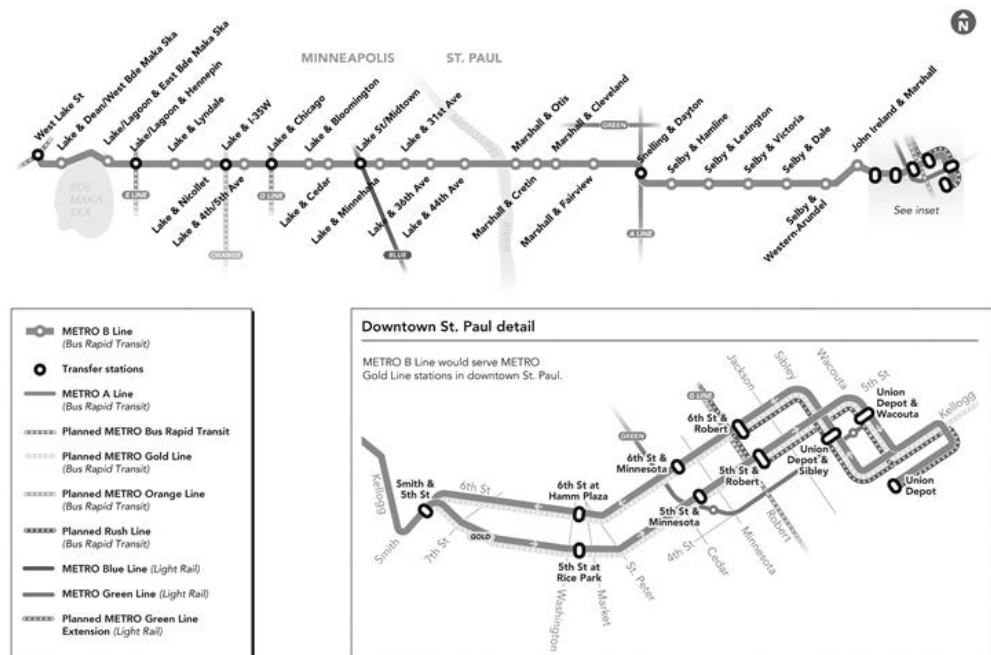 N
MINNEAPOLIS
ST. PAUL
West Lake St
Lake & Dean/West Bde Maka Ska
Lake/Lagoon & East Bde Maka Ska
Lake/Lagoon & Hennepin
Lake & Lyndale
Lake & I-35W
Lake & Chicago
Lake & Bloomington
Lake St/Midtown
Lake & 31st Ave
Marshall & Otis
Marshall & Cleveland
Snelling & Dayton
Selby & Hamline
Selby & Lexington
Selby & Victoria
Selby & Dale
John Ireland & Marshall
Mississippi
River
GREEN
BDE
MAKA
SKA
E LINE
Lake & Nicollet
Lake & 4th/5th Ave
ORANGE
D LINE
Lake & Cedar
Lake & Minnehaha
BLUE
Lake & 36th Ave
Lake & 44th Ave
Marshall & Cretin
Marshall & Fairview
A LINE
Selby &
Western-Arundel
See inset
METRO B Line
(Bus Rapid Transit)
Transfer stations
METRO A Line
(Bus Rapid Transit)
Planned METRO Bus Rapid Transit
Planned METRO Gold Line
(Bus Rapid Transit)
Planned METRO Orange Line
(Bus Rapid Transit)
Planned Rush Line
(Bus Rapid Transit)
METRO Blue Line (Light Rail)
METRO Green Line (Light Rail)
Planned METRO Green Line
Extension (Light Rail)
Downtown St. Paul detail
METRO B Line would serve METRO
Gold Line stations in downtown St. Paul.
Jackson
Sibley
Wacouta
5th St
Kellogg
Union
Depot &
Wacouta
G LINE
6th St &
Robert
GREEN
6th St &
Minnesota
5th St &
Robert
Union
Depot &
Sibley
Union
Depot
Kellogg
Smith &
5th St
6th St
6th St at
Hamm Plaza
5th St &
Minnesota
Smith
7th St
GOLD
4th St
Cedar
Minnesota
Robert
5th St at
Rice Park
St. Peter
Market
Washington